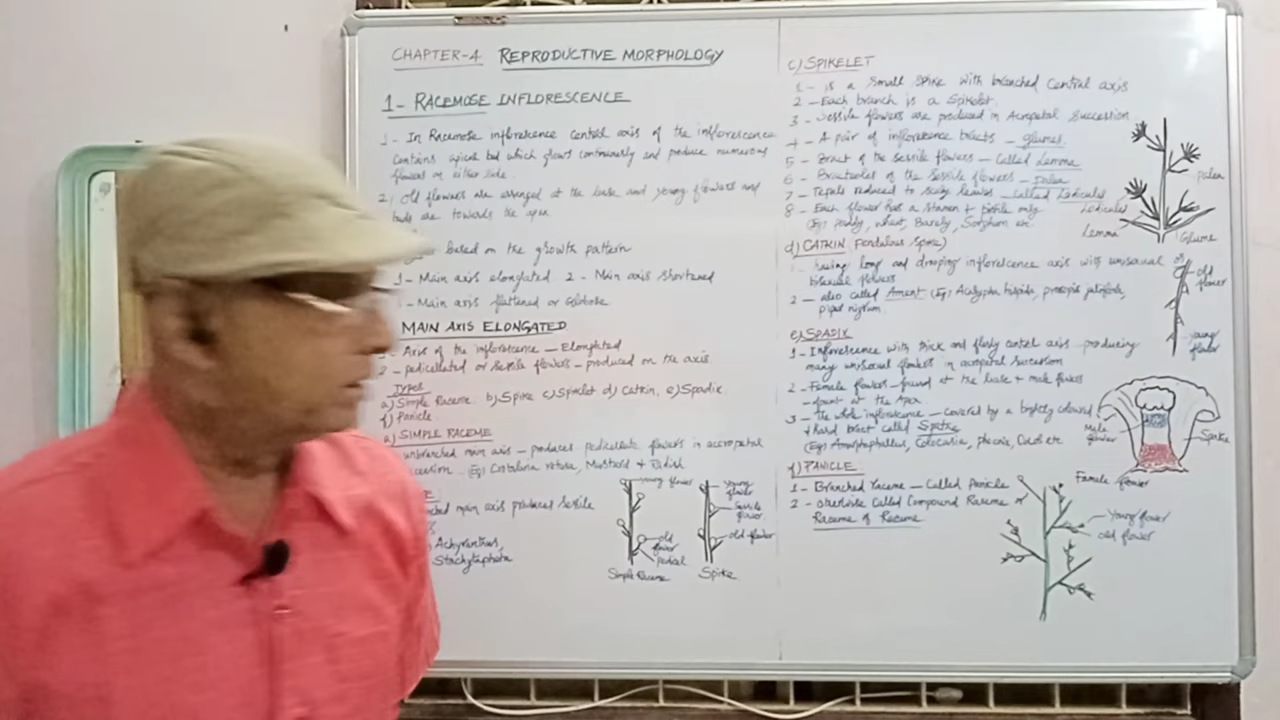 CHAPTER-4 REPRODUCTIVE MORPHOLOGY
1- RACEMOSE INFLORESCENCE
1- In Racemose inflorescence central axis of the inflorescence
contains apical bud which grows continuously and produce numerous
flowers on either side.
2, Old flowers are arranged at the base and young flowers and
buds are towards the apex
based on the growth pattern
1- Main axis elongated 2- Main axis shortened
- Main axis flattened or Globose
MAIN AXIS ELONGATED
- Axis of the inflorescence - Elongated
2 - pedicellated or sessile flowers - produced on the axis
Types
a) Simple Raceme. b) Spike c) Spikelet d) Catkin, e) Spadix
f) Panicle
a) SIMPLE RACEME
unbranched main axis - produces pedicellate flowers in acropetal
(Eg) Crotalaria retusa, Mustard & Radish
main axis produced Sessile
Achyranthus,
Stachytapheta
young flower
old flower
pedicel
Simple Raceme
young flower
Sessile flower
old flower
Spike
c) SPIKELET
1 - is a small spike with branched central axis
2 - Each branch is a Spikelet.
3 - Sessile flowers are produced in Acropetal succession
4 - A pair of inflorescence bracts - glumes.
5 - Bract of the sessile flowers - called Lemma
6 - Bracteoles of the sessile flowers - Palea
7 - Tepals reduced to scaly leaves - called Lodicules
8 - Each flower has a stamen & pistile only
(Eg) Paddy, wheat, Barely, Sorghum etc
palea
Lodicules
Lemma
Glume
d) CATKIN (Pendulous Spike)
1- having long and drooping inflorescence axis with unisexual or
bisexual flowers
2 - also called Ament (Eg) Acalypha hispida, prosopis juliflora,
piper nigrum.
old flower
young flower
e) SPADIX
1 - Inflorescence with thick and fleshy central axis producing
many unisexual flowers in acropetal succession
2 - Female flowers - found at the base & male flowers
- found at the Apex
3 - The whole inflorescence - covered by a brightly coloured
& hard bract called Spathe
(Eg) Amorphophallus, Colocasia, phoenix, Cocos etc
Male flower
Spathe
Female flower
f) PANICLE
1 - Branched raceme - Called Panicle
2 - otherwise Called Compound Raceme or
Raceme of Raceme
young flower
old flower